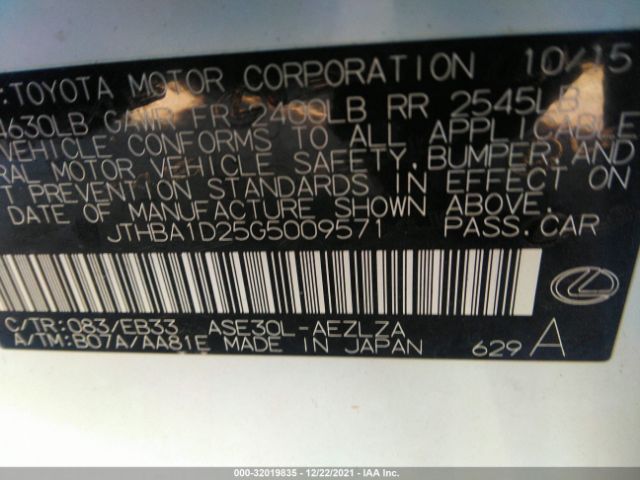 :TOYOTA MOTOR CORPORATION 10/15
630LB GAWR FR 2400LB RR 2545LB
VEHICLE CONFORMS TO ALL APPLICABLE
RAL MOTOR VEHICLE SAFETY, BUMPER, AND
T PREVENTION STANDARDS IN EFFECT ON
DATE OF MANUFACTURE SHOWN ABOVE.
JTHBA1D25G5009571 PASS.CAR
C/TR:083/EB33 ASE30L-AEZLZA
A/TM:B07A/AA81E MADE IN JAPAN 629 A
000-32019835 - 12/22/2021 - IAA Inc.